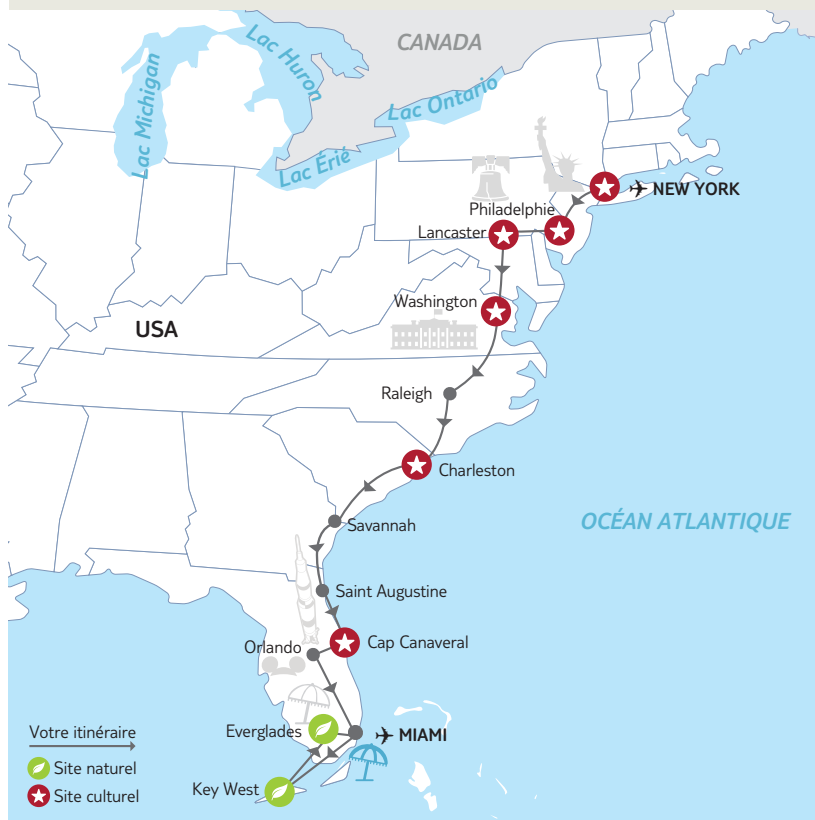 CANADA
Lac Huron
Lac Michigan
Lac Ontario
Lac Érié
NEW YORK
Philadelphie
Lancaster
Washington
USA
Raleigh
Charleston
OCÉAN ATLANTIQUE
Savannah
Saint Augustine
Cap Canaveral
Orlando
Everglades
MIAMI
Key West
Votre itinéraire
Site naturel
Site culturel